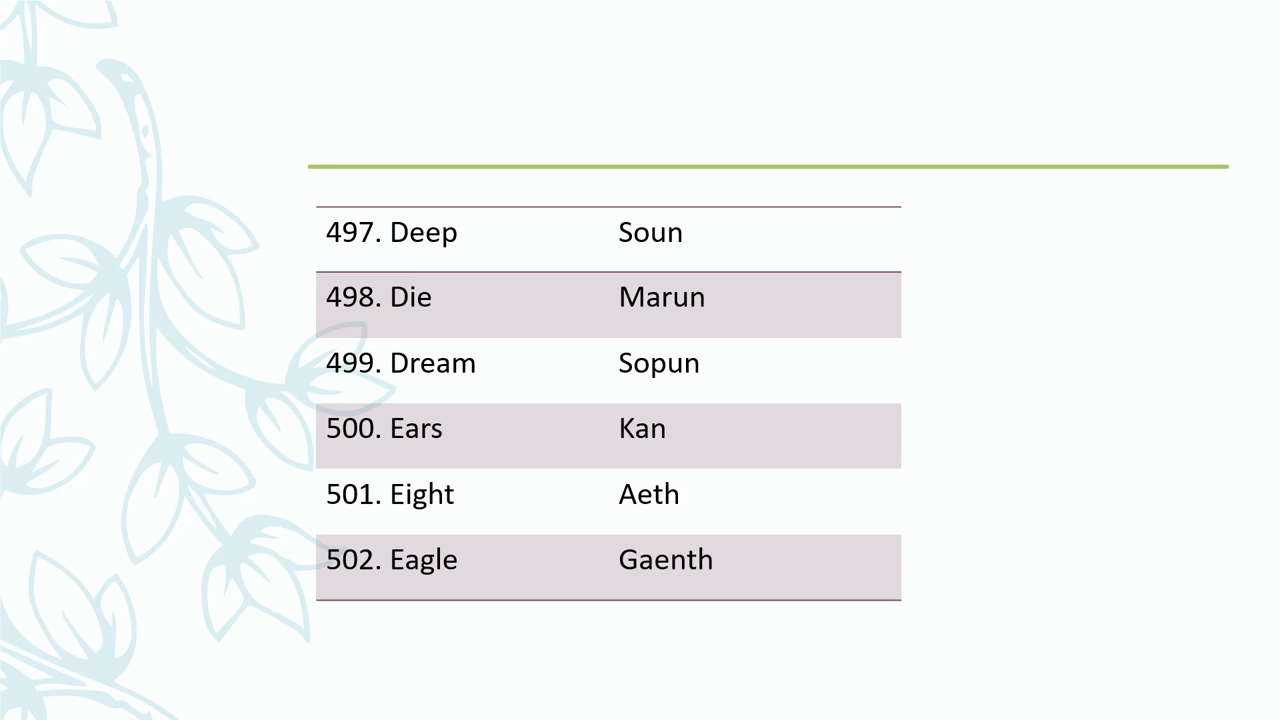 497. Deep Soun
498. Die Marun
499. Dream Sopun
500. Ears Kan
501. Eight Aeth
502. Eagle Gaenth